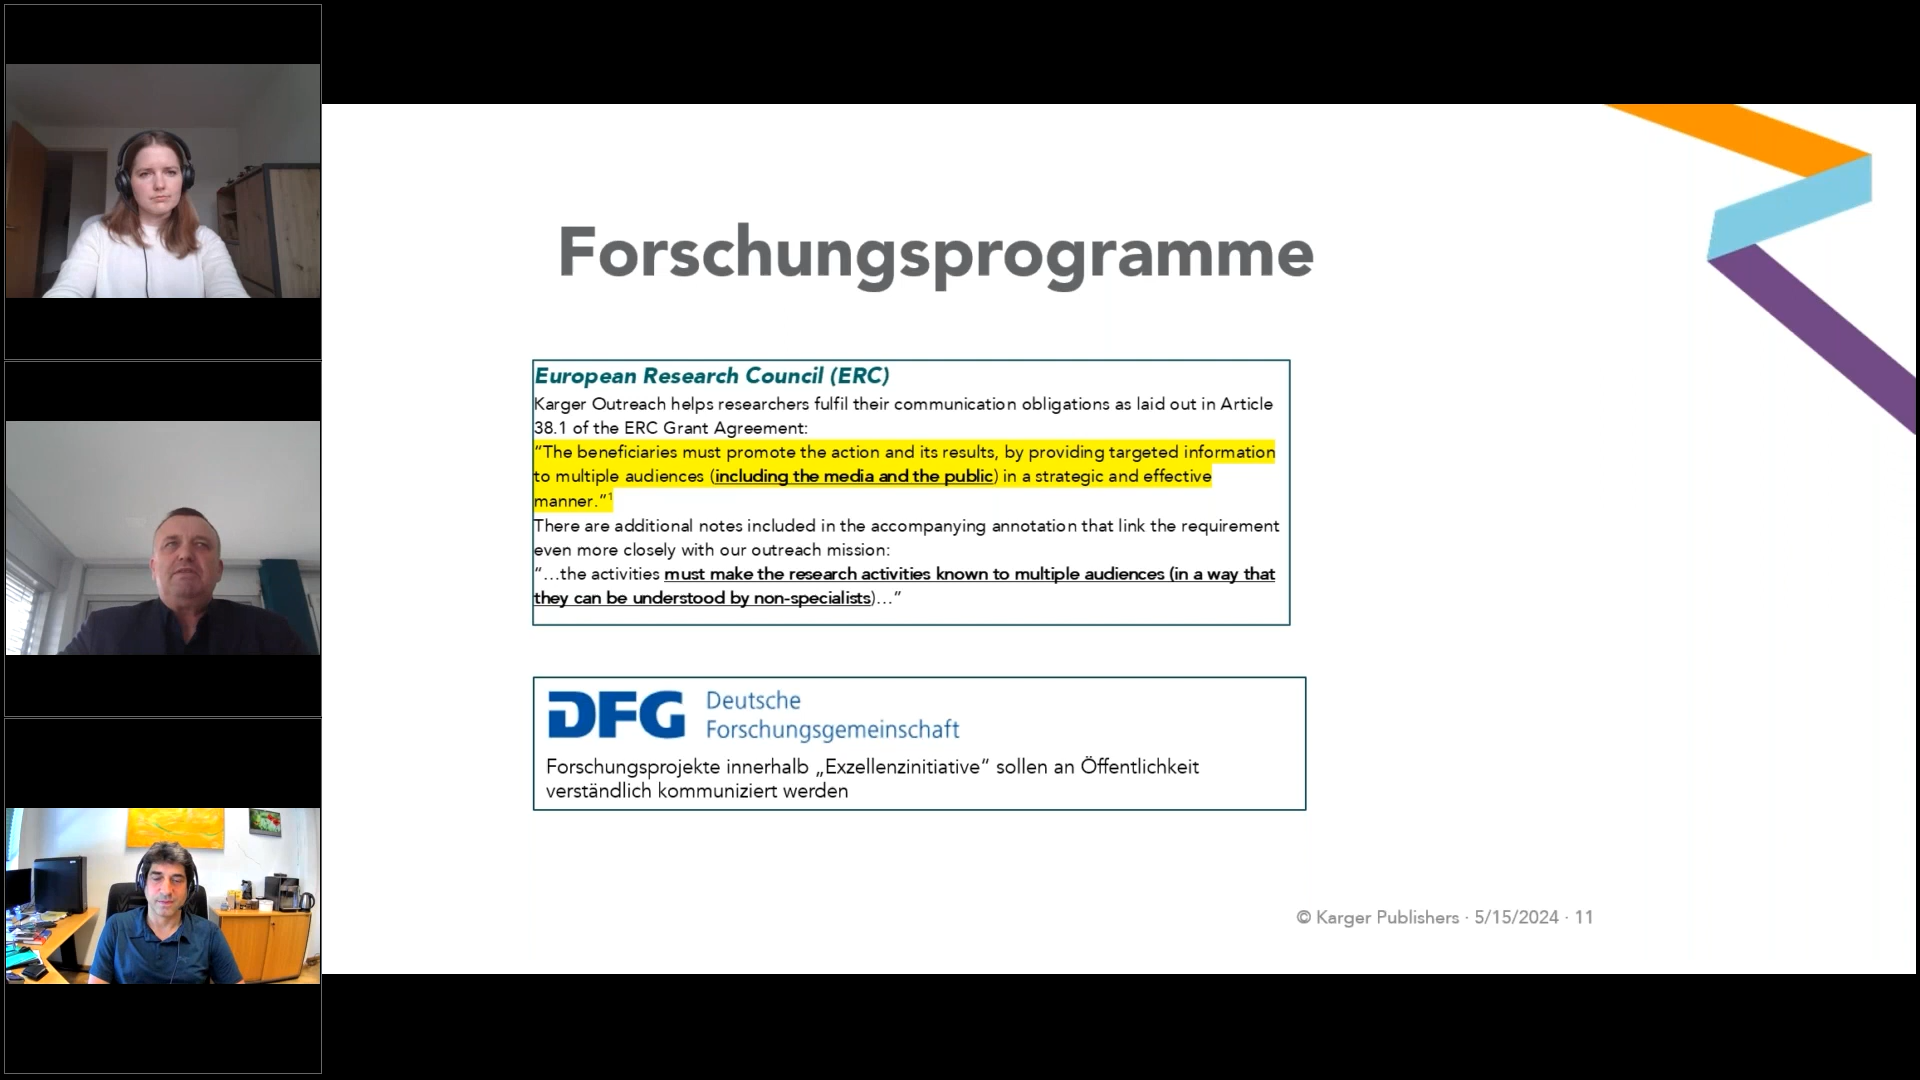 Forschungsprogramme
European Research Council (ERC)
Karger Outreach helps researchers fulfil their communication obligations as laid out in Article
38.1 of the ERC Grant Agreement:
“The beneficiaries must promote the action and its results, by providing targeted information
to multiple audiences (including the media and the public) in a strategic and effective
manner.”¹
There are additional notes included in the accompanying annotation that link the requirement
even more closely with our outreach mission:
“…the activities must make the research activities known to multiple audiences (in a way that
they can be understood by non-specialists)…”
DFG Deutsche
Forschungsgemeinschaft
Forschungsprojekte innerhalb „Exzellenzinitiative“ sollen an Öffentlichkeit
verständlich kommuniziert werden
© Karger Publishers · 5/15/2024 · 11